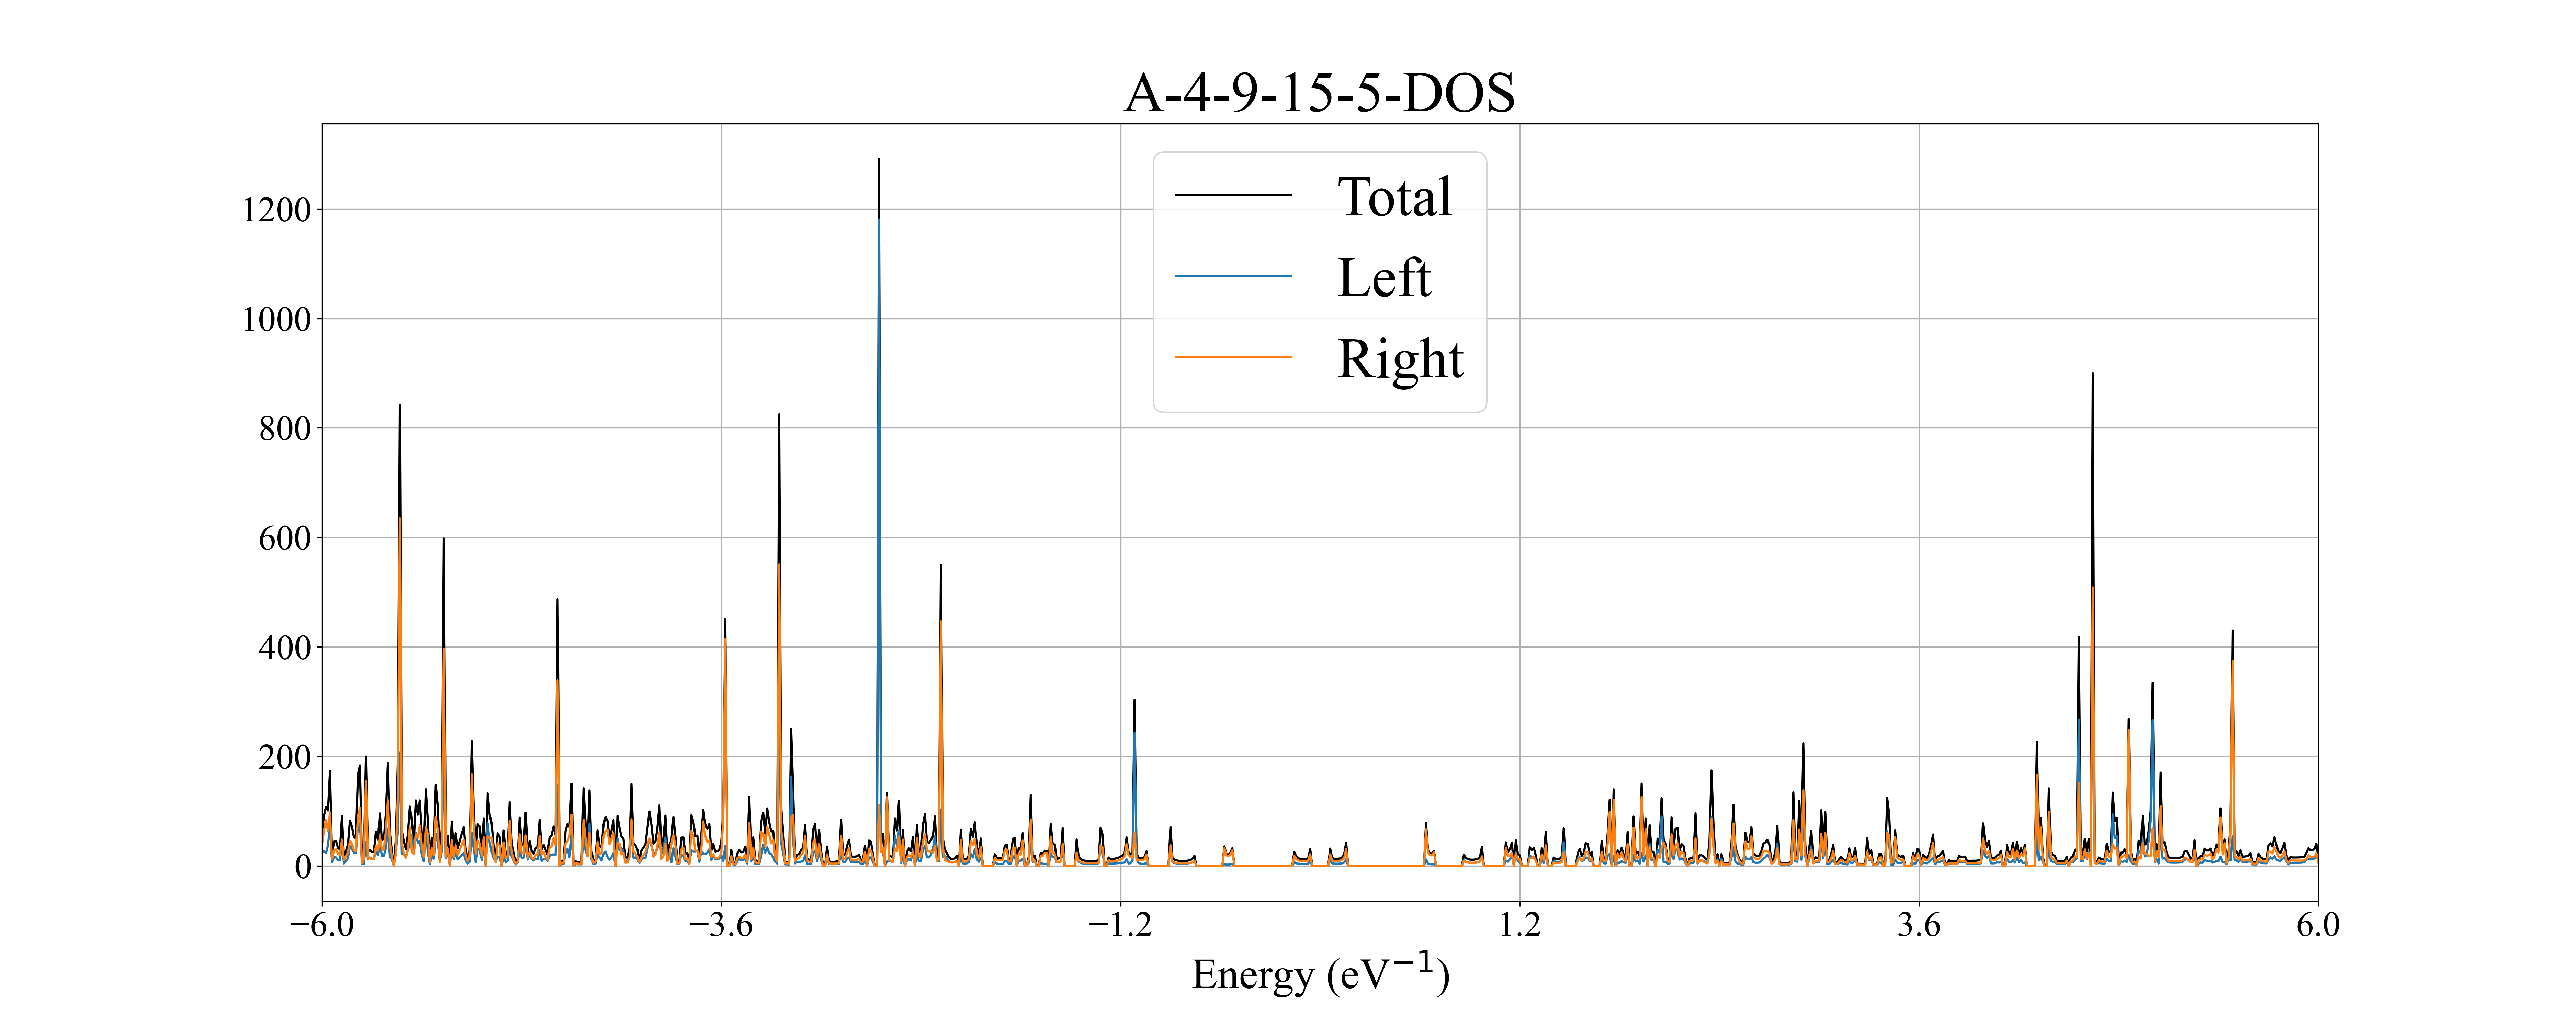 A-4-9-15-5-DOS
Total
Left
Right
1200
1000
800
600
400
200
0
−6.0 −3.6 −1.2 1.2 3.6 6.0
Energy (eV⁻¹)